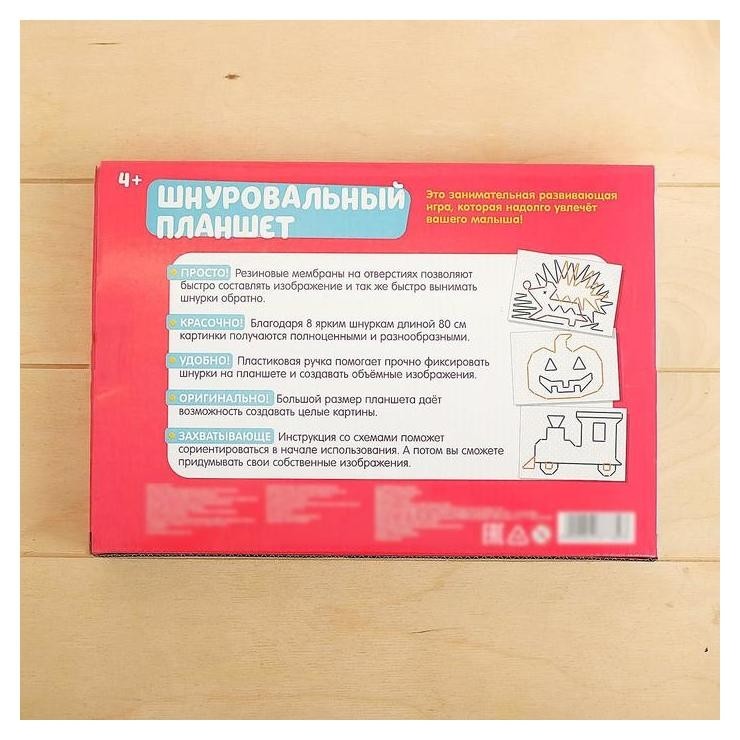 4+
ШНУРОВАЛЬНЫЙ
ПЛАНШЕТ
Это занимательная развивающая
игра, которая надолго увлечёт
вашего малыша!
ПРОСТО! Резиновые мембраны на отверстиях позволяют
быстро составлять изображение и так же быстро вынимать
шнурки обратно.
КРАСОЧНО! Благодаря 8 ярким шнуркам длиной 80 см
картинки получаются полноценными и разнообразными.
УДОБНО! Пластиковая ручка помогает прочно фиксировать
шнурки на планшете и создавать объёмные изображения.
ОРИГИНАЛЬНО! Большой размер планшета даёт
возможность создавать целые картины.
ЗАХВАТЫВАЮЩЕ Инструкция со схемами поможет
сориентироваться в начале использования. А потом вы сможете
придумывать свои собственные изображения.